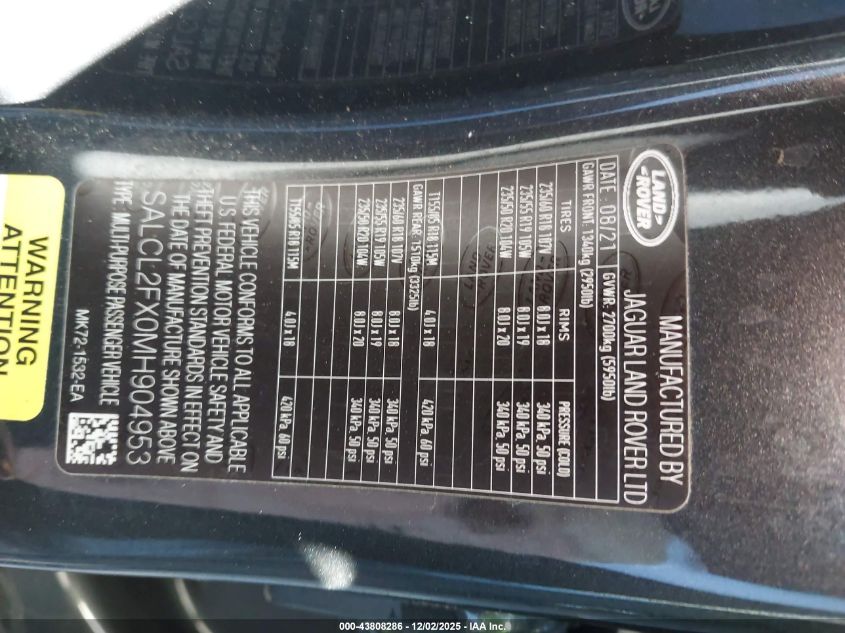 LAND-
-ROVER
MANUFACTURED BY
JAGUAR LAND ROVER LTD
DATE: 08/21 GVWR: 2700kg (5950lb)
GAWR FRONT: 1340kg (2950lb)
TIRES RIMS PRESSURE (COLD)
235/60 R18 107V 8.0J x 18 340 kPa, 50 psi
235/55 R19 105W 8.0J x 19 340 kPa, 50 psi
235/50 R20 104W 8.0J x 20 340 kPa, 50 psi
T155/85 R18 115M 4.0J x 18 420 kPa, 60 psi
GAWR REAR: 1510kg (3325lb)
235/60 R18 107V 8.0J x 18 340 kPa, 50 psi
235/55 R19 105W 8.0J x 19 340 kPa, 50 psi
235/50 R20 104W 8.0J x 20 340 kPa, 50 psi
T155/85 R18 115M 4.0J x 18 420 kPa, 60 psi
THIS VEHICLE CONFORMS TO ALL APPLICABLE
U.S. FEDERAL MOTOR VEHICLE SAFETY AND
THEFT PREVENTION STANDARDS IN EFFECT ON
THE DATE OF MANUFACTURE SHOWN ABOVE
SALCL2FX0MH904953
TYPE: MULTI-PURPOSE PASSENGER VEHICLE
MK72-1532-EA
WARNING
ATTENTION
000-43808286 - 12/02/2025 - IAA Inc.